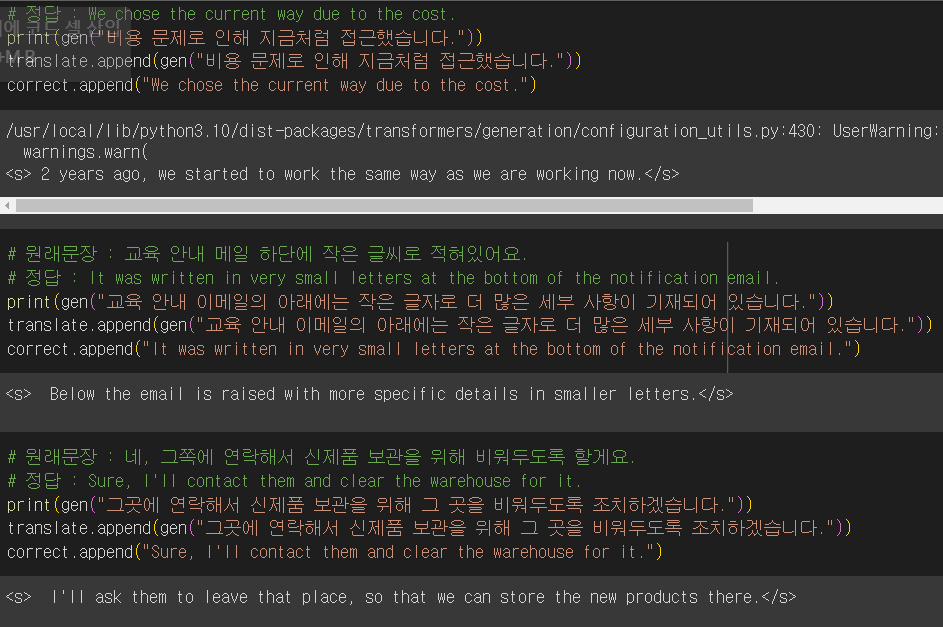 # 정답 : We chose the current way due to the cost.
print(gen("비용 문제로 인해 지금처럼 접근했습니다."))
translate.append(gen("비용 문제로 인해 지금처럼 접근했습니다."))
correct.append("We chose the current way due to the cost.")
/usr/local/lib/python3.10/dist-packages/transformers/generation/configuration_utils.py:430: UserWarning:
warnings.warn(
<s> 2 years ago, we started to work the same way as we are working now.</s>
# 원래문장 : 교육 안내 메일 하단에 작은 글씨로 적혀있어요.
# 정답 : It was written in very small letters at the bottom of the notification email.
print(gen("교육 안내 이메일의 아래에는 작은 글자로 더 많은 세부 사항이 기재되어 있습니다."))
translate.append(gen("교육 안내 이메일의 아래에는 작은 글자로 더 많은 세부 사항이 기재되어 있습니다."))
correct.append("It was written in very small letters at the bottom of the notification email.")
<s>  Below the email is raised with more specific details in smaller letters.</s>
# 원래문장 : 네, 그쪽에 연락해서 신제품 보관을 위해 비워두도록 할게요.
# 정답 : Sure, I'll contact them and clear the warehouse for it.
print(gen("그곳에 연락해서 신제품 보관을 위해 그 곳을 비워두도록 조치하겠습니다."))
translate.append(gen("그곳에 연락해서 신제품 보관을 위해 그 곳을 비워두도록 조치하겠습니다."))
correct.append("Sure, I'll contact them and clear the warehouse for it.")
<s>  I'll ask them to leave that place, so that we can store the new products there.</s>